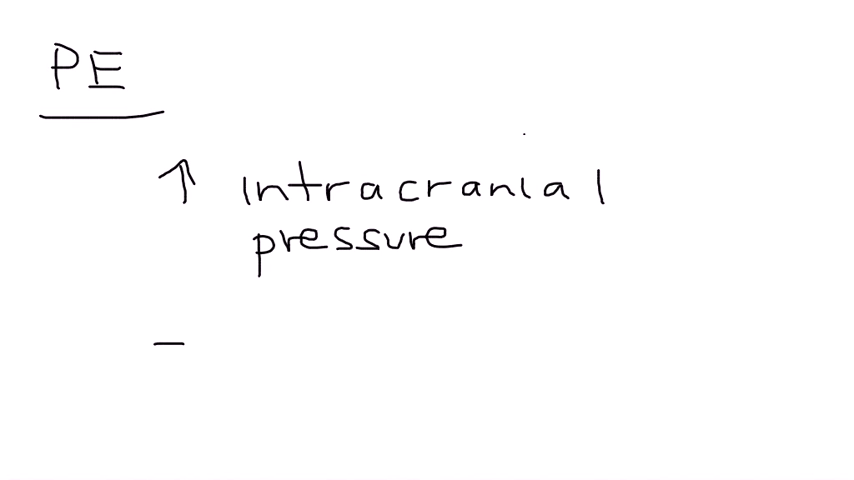 PE
↑ intracranial
pressure
–